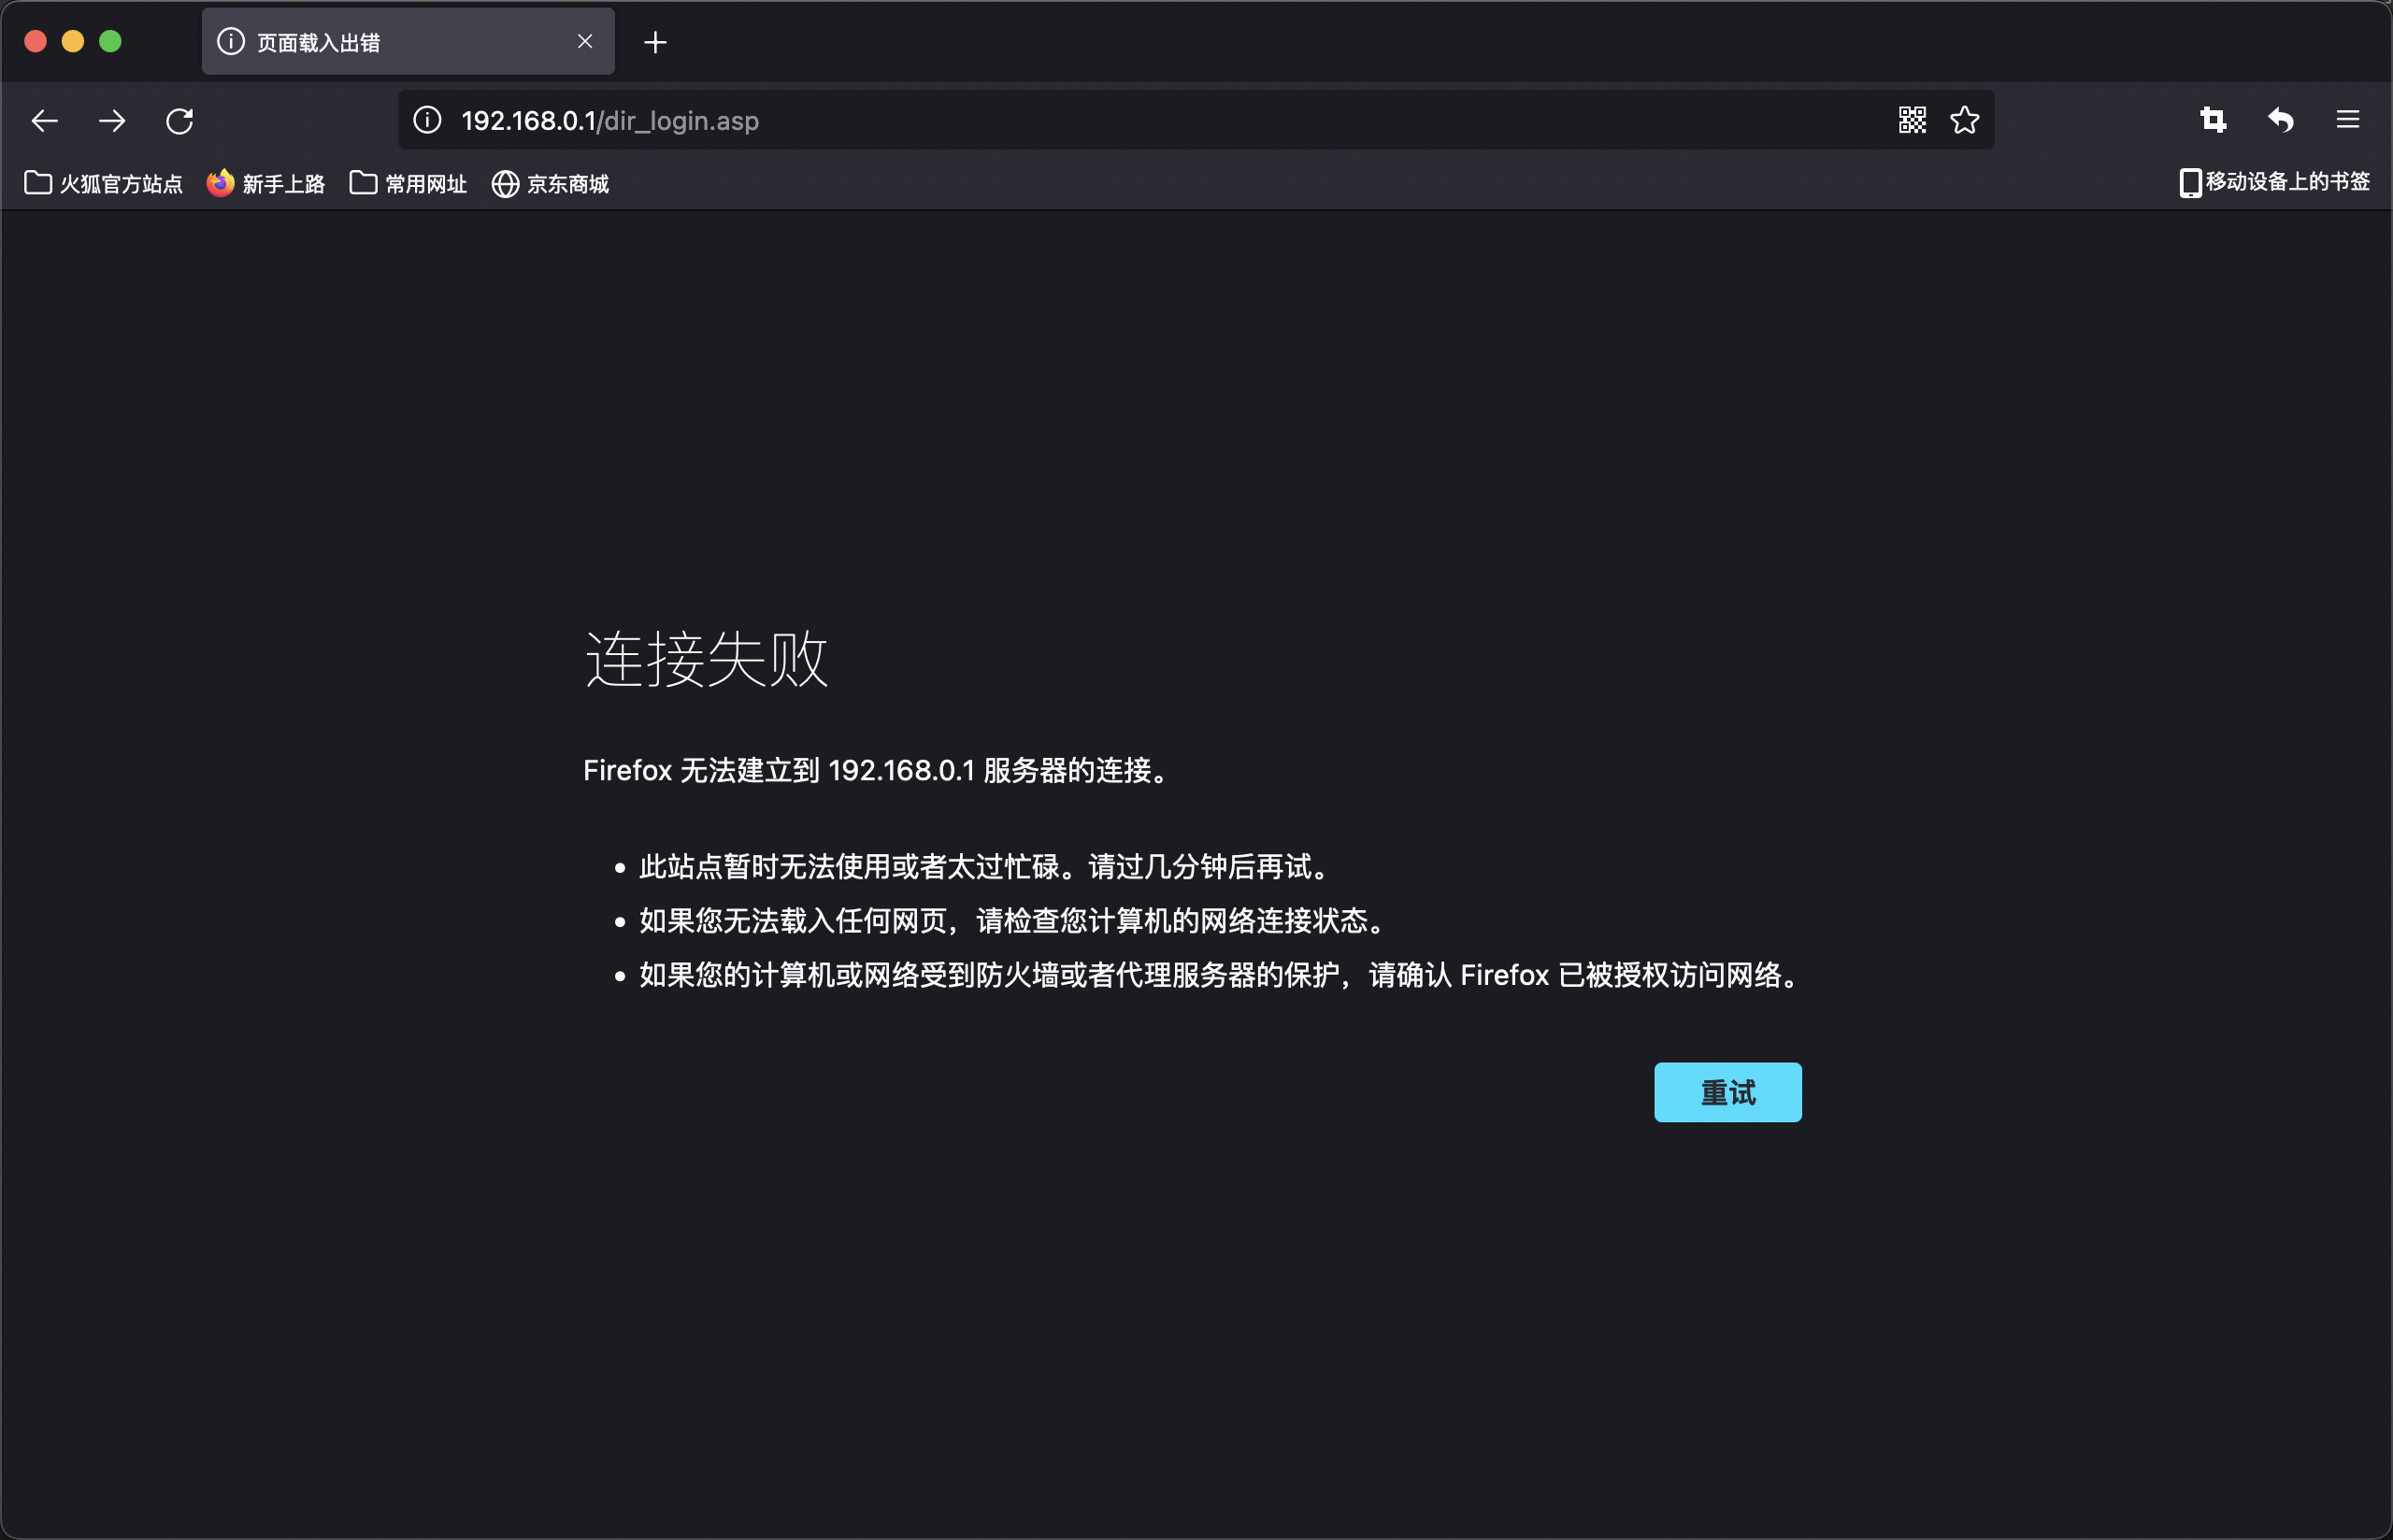 页面载入出错
192.168.0.1/dir_login.asp
火狐官方站点 新手上路 常用网址 京东商城 移动设备上的书签
连接失败
Firefox 无法建立到 192.168.0.1 服务器的连接。
此站点暂时无法使用或者太过忙碌。请过几分钟后再试。
如果您无法载入任何网页，请检查您计算机的网络连接状态。
如果您的计算机或网络受到防火墙或者代理服务器的保护，请确认 Firefox 已被授权访问网络。
重试